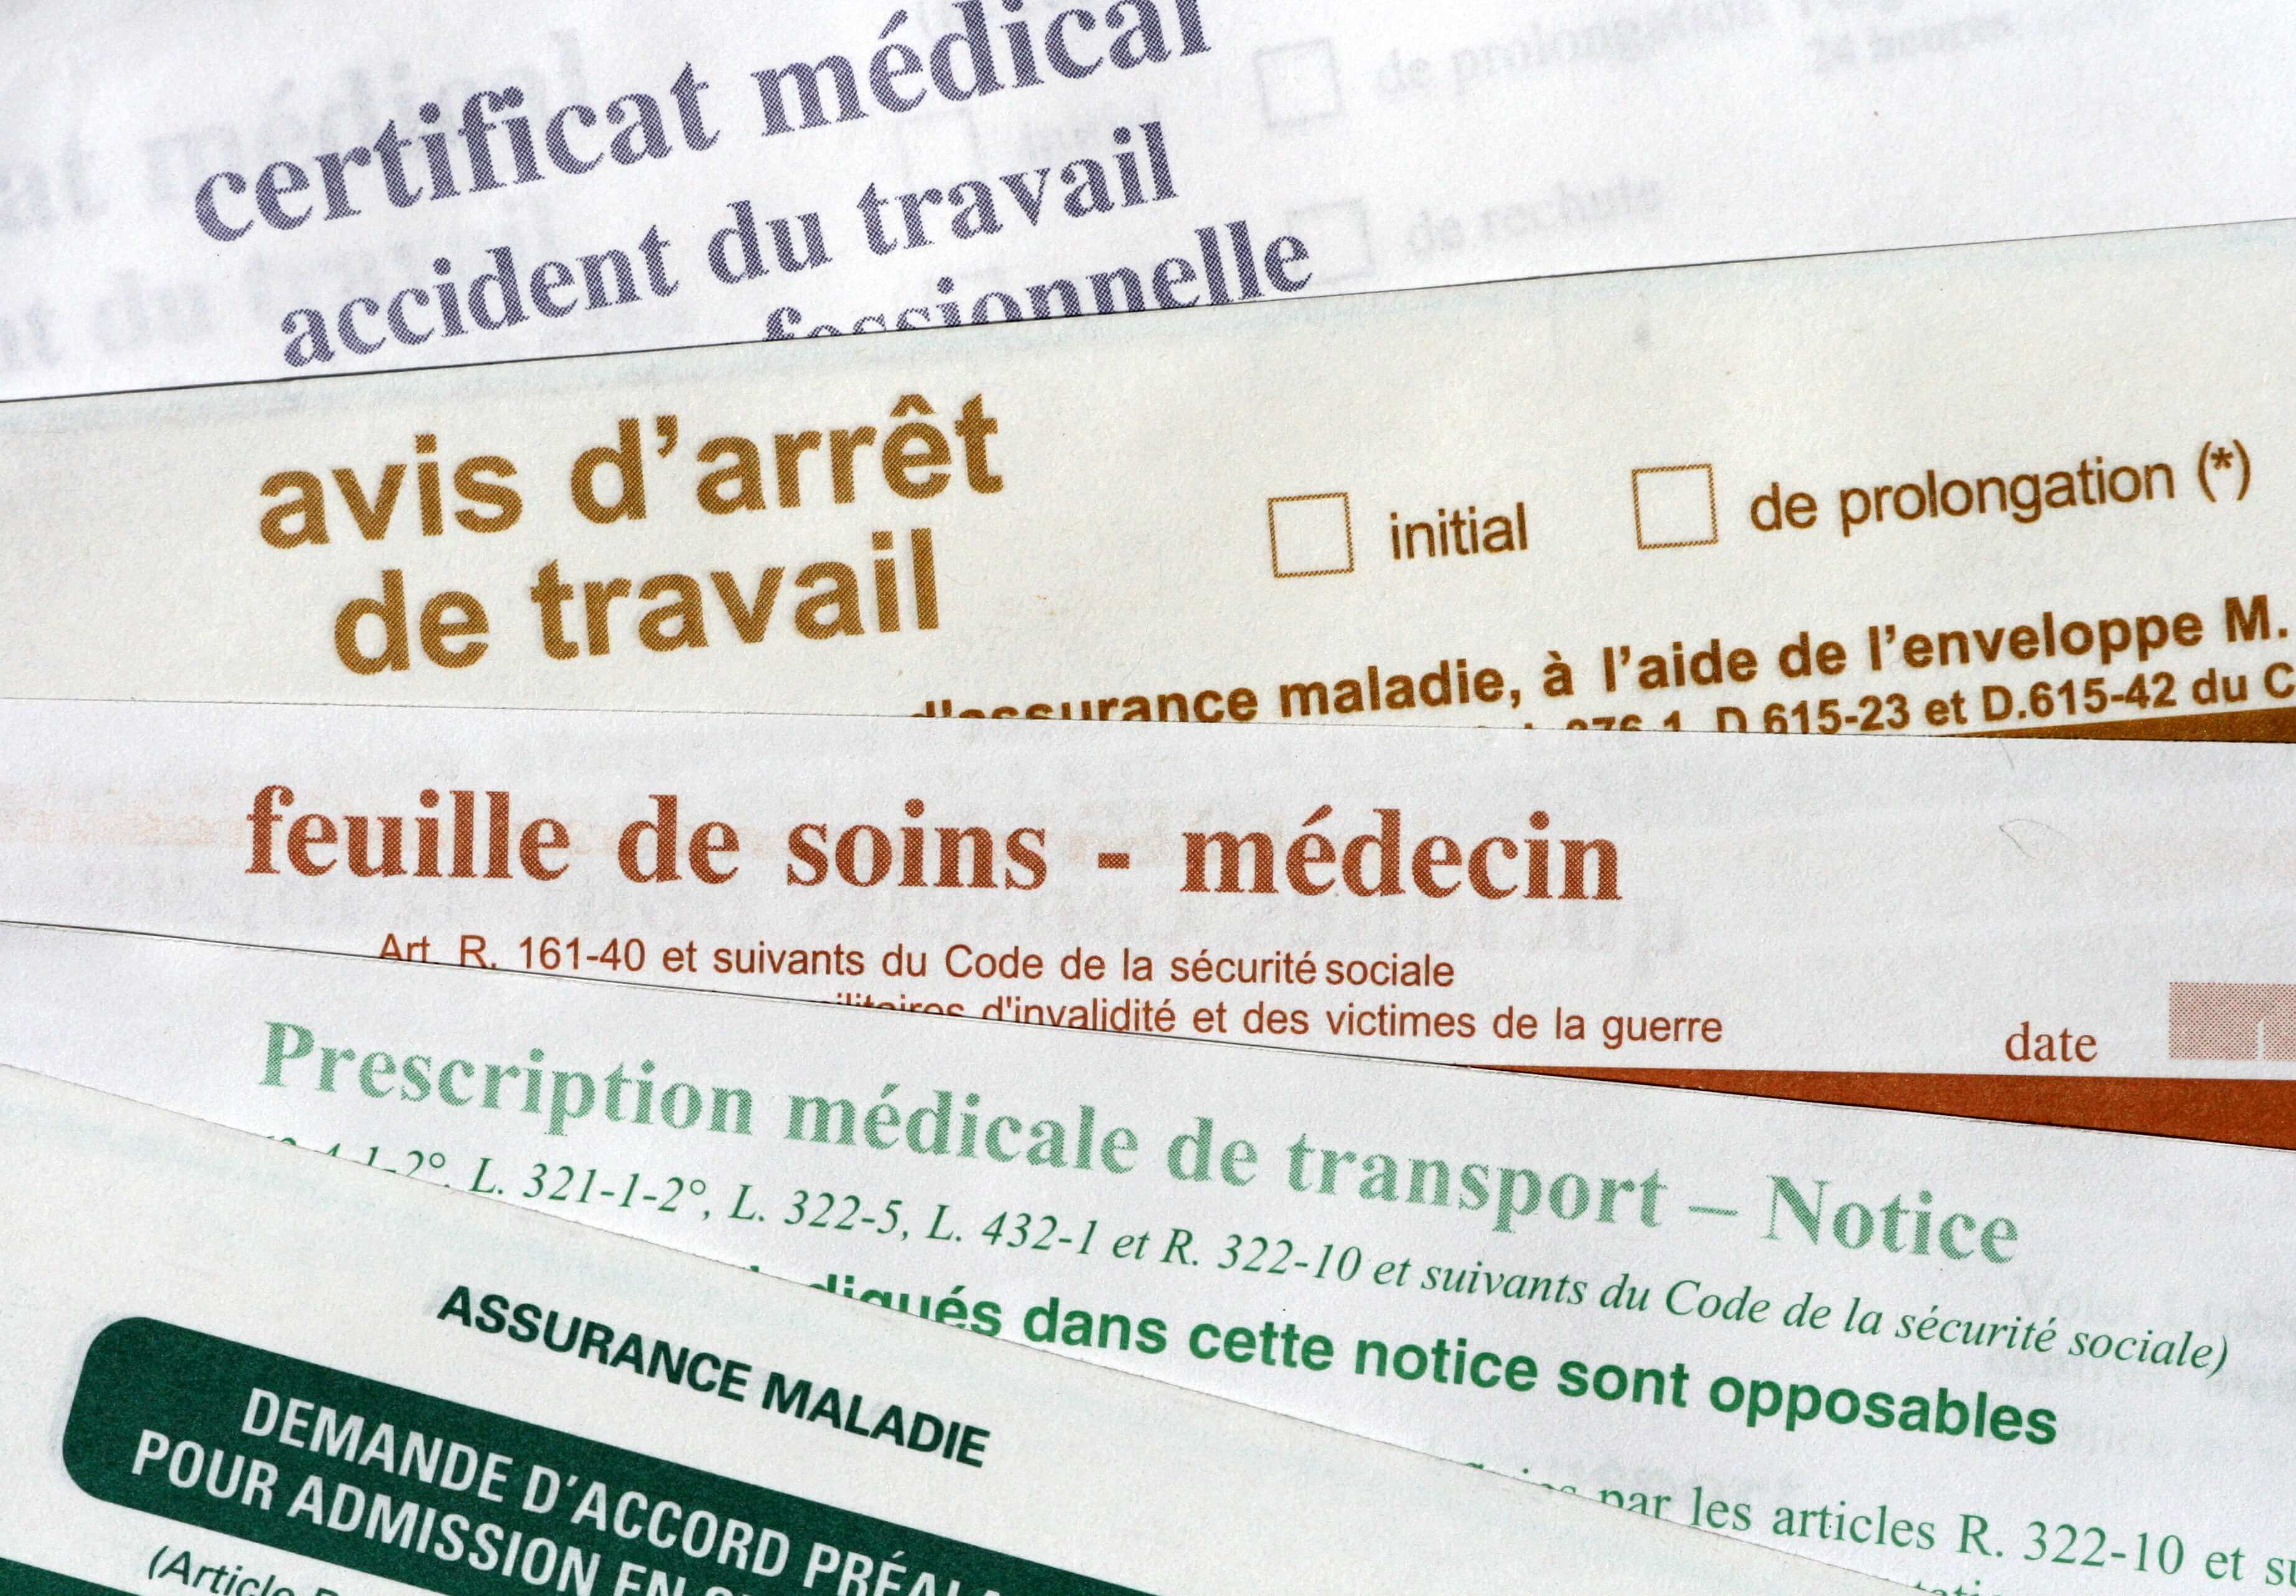 certificat médical
accident du travail
de prolongation
de rechute
avis d’arrêt
de travail
initial
de prolongation (*)
d'assurance maladie, à l’aide de l’enveloppe M.
D.615-23 et D.615-42 du C
feuille de soins - médecin
Art. R. 161-40 et suivants du Code de la sécurité sociale
d'invalidité et des victimes de la guerre
date
Prescription médicale de transport – Notice
L. 321-1-2°, L. 322-5, L. 432-1 et R. 322-10 et suivants du Code de la sécurité sociale)
dans cette notice sont opposables
par les articles R. 322-10 et
ASSURANCE MALADIE
DEMANDE D’ACCORD
POUR ADMISSION EN
(Article